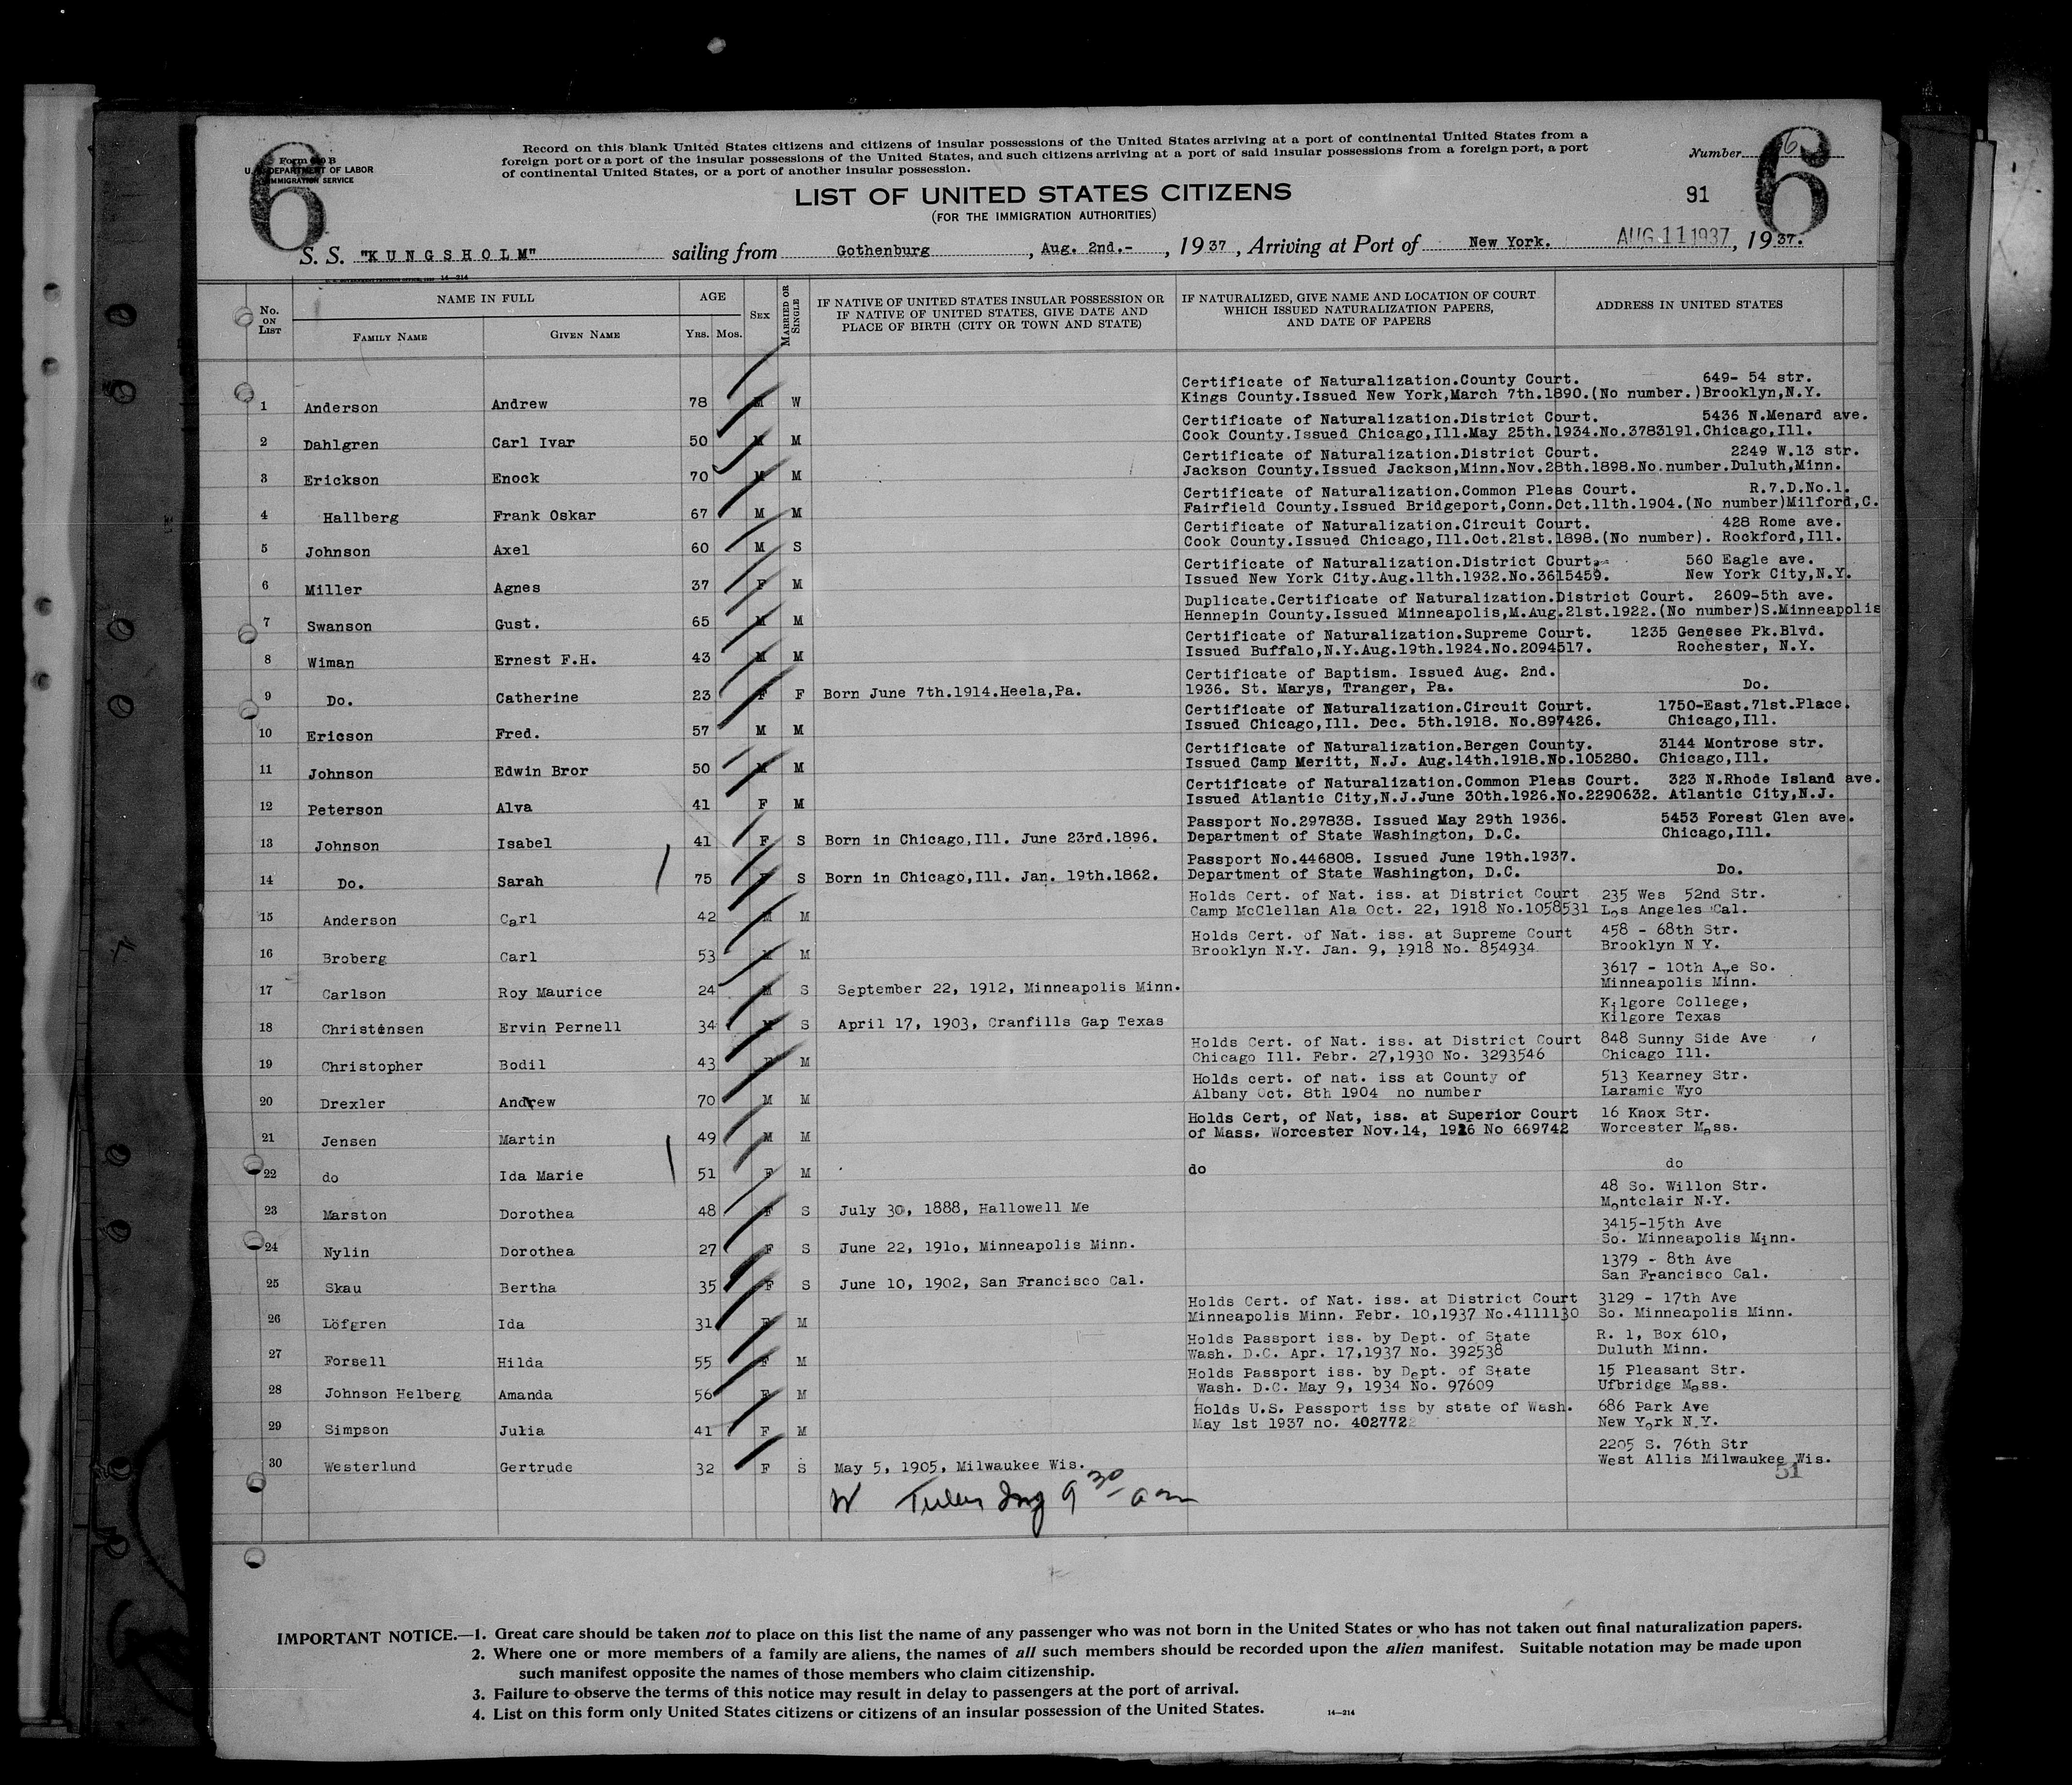 6
6
Form 630 B
U. S. DEPARTMENT OF LABOR
IMMIGRATION SERVICE
Record on this blank United States citizens and citizens of insular possessions of the United States arriving at a port of continental United States from a
foreign port or a port of the insular possessions of the United States, and such citizens arriving at a port of said insular possessions from a foreign port, a port
of continental United States, or a port of another insular possession.
Number 6
91
LIST OF UNITED STATES CITIZENS
(FOR THE IMMIGRATION AUTHORITIES)
S. S. "KUNGSHOLM" sailing from Gothenburg, Aug. 2nd.-, 1937, Arriving at Port of New York. AUG 11 1937, 1937.
14—214
No. ON LIST
NAME IN FULL
FAMILY NAME
GIVEN NAME
AGE
YRS. MOS.
SEX
MARRIED OR SINGLE
IF NATIVE OF UNITED STATES INSULAR POSSESSION OR
IF NATIVE OF UNITED STATES, GIVE DATE AND
PLACE OF BIRTH (CITY OR TOWN AND STATE)
IF NATURALIZED, GIVE NAME AND LOCATION OF COURT
WHICH ISSUED NATURALIZATION PAPERS,
AND DATE OF PAPERS
ADDRESS IN UNITED STATES
Certificate of Naturalization.County Court. 649- 54 str.
1 Anderson Andrew 78 M W Kings County.Issued New York,March 7th.1890.(No number.)Brooklyn,N.Y.
Certificate of Naturalization.District Court. 5436 N.Menard ave.
2 Dahlgren Carl Ivar 50 M M Cook County.Issued Chicago,Ill.May 25th.1934.No.3783191.Chicago,Ill.
Certificate of Naturalization.District Court. 2249 W.13 str.
3 Erickson Enock 70 M M Jackson County.Issued Jackson,Minn.Nov.28th.1898.No.number.Duluth,Minn.
Certificate of Naturalization.Common Pleas Court. R.7.D.No.1.
4 Hallberg Frank Oskar 67 M M Fairfield County.Issued Bridgeport,Conn.Oct.11th.1904.(No number)Milford,C.
Certificate of Naturalization.Circuit Court. 428 Rome ave.
5 Johnson Axel 60 M S Cook County.Issued Chicago,Ill.Oct.21st.1898.(No number). Rockford,Ill.
Certificate of Naturalization.District Court. 560 Eagle ave.
6 Miller Agnes 37 F M Issued New York City.Aug.11th.1932.No.3615459. New York City,N.Y.
Duplicate.Certificate of Naturalization.District Court. 2609-5th ave.
7 Swanson Gust. 65 M M Hennepin County.Issued Minneapolis,M.Aug.21st.1922.(No number)S.Minneapolis
Certificate of Naturalization.Supreme Court. 1235 Genesee Pk.Blvd.
8 Wiman Ernest F.H. 43 M M Issued Buffalo,N.Y.Aug.19th.1924.No.2094517. Rochester, N.Y.
Certificate of Baptism. Issued Aug. 2nd.
9 Do. Catherine 23 F F Born June 7th.1914.Heela,Pa. 1936. St. Marys, Tranger, Pa. Do.
Certificate of Naturalization.Circuit Court. 1750-East.71st.Place.
10 Ericson Fred. 57 M M Issued Chicago,Ill. Dec. 5th.1918. No.897426. Chicago,Ill.
Certificate of Naturalization.Bergen County. 3144 Montrose str.
11 Johnson Edwin Bror 50 M M Issued Camp Meritt, N.J. Aug.14th.1918.No.105280. Chicago,Ill.
Certificate of Naturalization.Common Pleas Court. 323 N.Rhode Island ave.
12 Peterson Alva 41 F M Issued Atlantic City,N.J.June 30th.1926.No.2290632. Atlantic City,N.J.
Passport No.297838. Issued May 29th 1936. 5453 Forest Glen ave.
13 Johnson Isabel 41 F S Born in Chicago,Ill. June 23rd.1896. Department of State Washington, D.C. Chicago,Ill.
Passport No.446808. Issued June 19th.1937.
14 Do. Sarah 75 F S Born in Chicago,Ill. Jan. 19th.1862. Department of State Washington, D.C. Do.
Holds Cert. of Nat. iss. at District Court 235 Wes 52nd Str.
15 Anderson Carl 42 M M Camp McClellan Ala Oct. 22, 1918 No.1058531 Los Angeles Cal.
Holds Cert. of Nat. iss. at Supreme Court 458 - 68th Str.
16 Broberg Carl 53 M M Brooklyn N.Y. Jan. 9, 1918 No. 854934 Brooklyn N Y.
3617 - 10th Ave So.
17 Carlson Roy Maurice 24 M S September 22, 1912, Minneapolis Minn. Minneapolis Minn.
Kilgore College,
18 Christensen Ervin Pernell 34 M S April 17, 1903, Cranfills Gap Texas Kilgore Texas
Holds Cert. of Nat. iss. at District Court 848 Sunny Side Ave
19 Christopher Bodil 43 F M Chicago Ill. Febr. 27,1930 No. 3293546 Chicago Ill.
Holds cert. of nat. iss at County of 513 Kearney Str.
20 Drexler Andrew 70 M M Albany Oct. 8th 1904 no number Laramic Wyo
Holds Cert, of Nat, iss. at Superior Court 16 Knox Str.
21 Jensen Martin 49 M M of Mass. Worcester Nov.14, 1916 No 669742 Worcester Mass.
22 do Ida Marie 51 F M do do
48 So. Willon Str.
23 Marston Dorothea 48 F S July 30, 1888, Hallowell Me Montclair N.Y.
3415-15th Ave
24 Nylin Dorothea 27 F S June 22, 191o, Minneapolis Minn. So. Minneapolis Minn.
1379 - 8th Ave
25 Skau Bertha 35 F S June 10, 1902, San Francisco Cal. San Francisco Cal.
Holds Cert. of Nat. iss. at District Court 3129 - 17th Ave
26 Löfgren Ida 31 F M Minneapolis Minn. Febr. 10,1937 No.4111130 So. Minneapolis Minn.
Holds Passport iss. by Dept. of State R. 1, Box 610,
27 Forsell Hilda 55 F M Wash. D.C. Apr. 17,1937 No. 392538 Duluth Minn.
Holds Passport iss. by Dept. of State 15 Pleasant Str.
28 Johnson Helberg Amanda 56 F M Wash. D.C. May 9, 1934 No. 97609 Ufbridge Mass.
Holds U.S. Passport iss by state of Wash. 686 Park Ave
29 Simpson Julia 41 F M May 1st 1937 no. 402772 New York N.Y.
2205 S. 76th Str
30 Westerlund Gertrude 32 F S May 5, 1905, Milwaukee Wis. West Allis Milwaukee Wis.
51
9 30 am
IMPORTANT NOTICE.—1. Great care should be taken not to place on this list the name of any passenger who was not born in the United States or who has not taken out final naturalization papers.
2. Where one or more members of a family are aliens, the names of all such members should be recorded upon the alien manifest. Suitable notation may be made upon
such manifest opposite the names of those members who claim citizenship.
3. Failure to observe the terms of this notice may result in delay to passengers at the port of arrival.
4. List on this form only United States citizens or citizens of an insular possession of the United States.
14—214